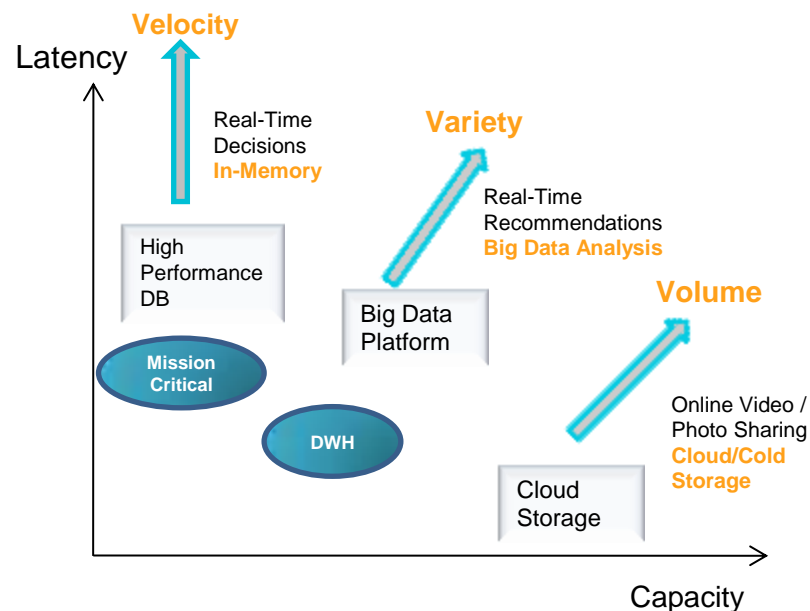 Velocity
Latency
Real-Time
Decisions
In-Memory
Variety
Real-Time
Recommendations
Big Data Analysis
High
Performance
DB
Big Data
Platform
Volume
Mission
Critical
DWH
Online Video /
Photo Sharing
Cloud/Cold
Storage
Cloud
Storage
Capacity